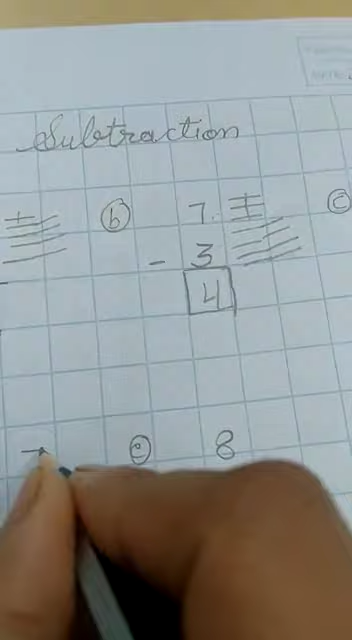 Subtraction
(b) 7 (c)
- 3
4
(e) 8